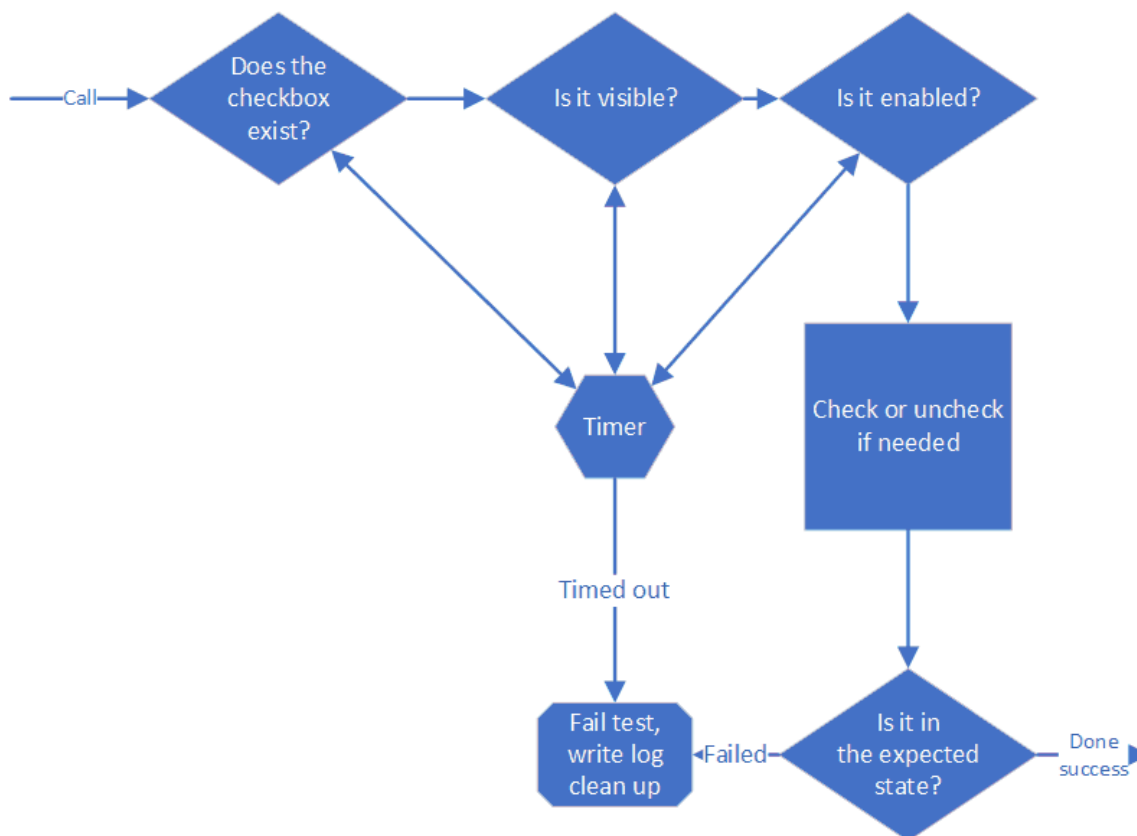 Call
Does the
checkbox
exist?
Is it visible?
Is it enabled?
Timer
Check or uncheck
if needed
Timed out
Fail test,
write log
clean up
Failed
Is it in
the expected
state?
Done
success